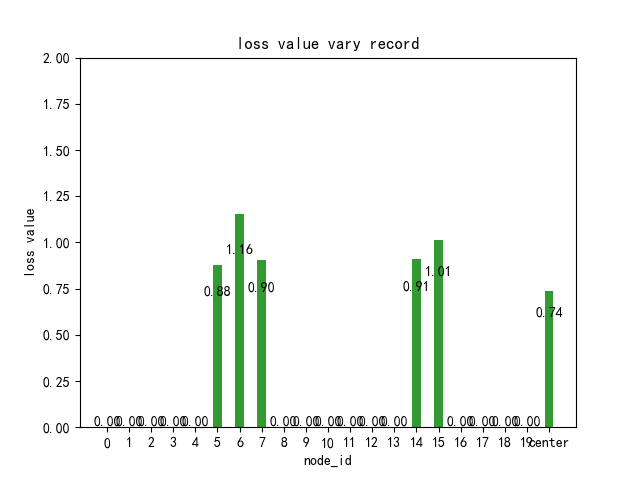 loss value vary record
loss value
2.00
1.75
1.50
1.25
1.00
0.75
0.50
0.25
0.00
0.00 0.00 0.00 0.00 0.00 0.88 1.16 0.90 0.00 0.00 0.00 0.00 0.00 0.00 0.91 1.01 0.00 0.00 0.00 0.00 0.74
0 1 2 3 4 5 6 7 8 9 10 11 12 13 14 15 16 17 18 19 center
node_id